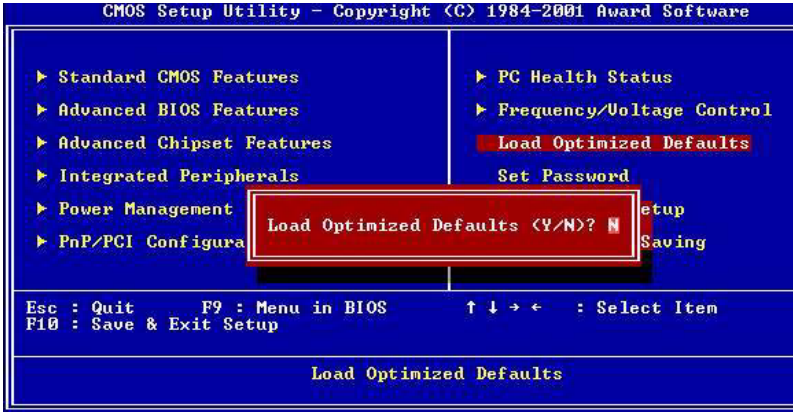 CMOS Setup Utility - Copyright (C) 1984-2001 Award Software
► Standard CMOS Features
► Advanced BIOS Features
► Advanced Chipset Features
► Integrated Peripherals
► Power Management
► PnP/PCI Configura
► PC Health Status
► Frequency/Voltage Control
Load Optimized Defaults
Set Password
etup
Saving
Load Optimized Defaults (Y/N)? N
Esc : Quit F9 : Menu in BIOS ↑ ↓ → ← : Select Item
F10 : Save & Exit Setup
Load Optimized Defaults